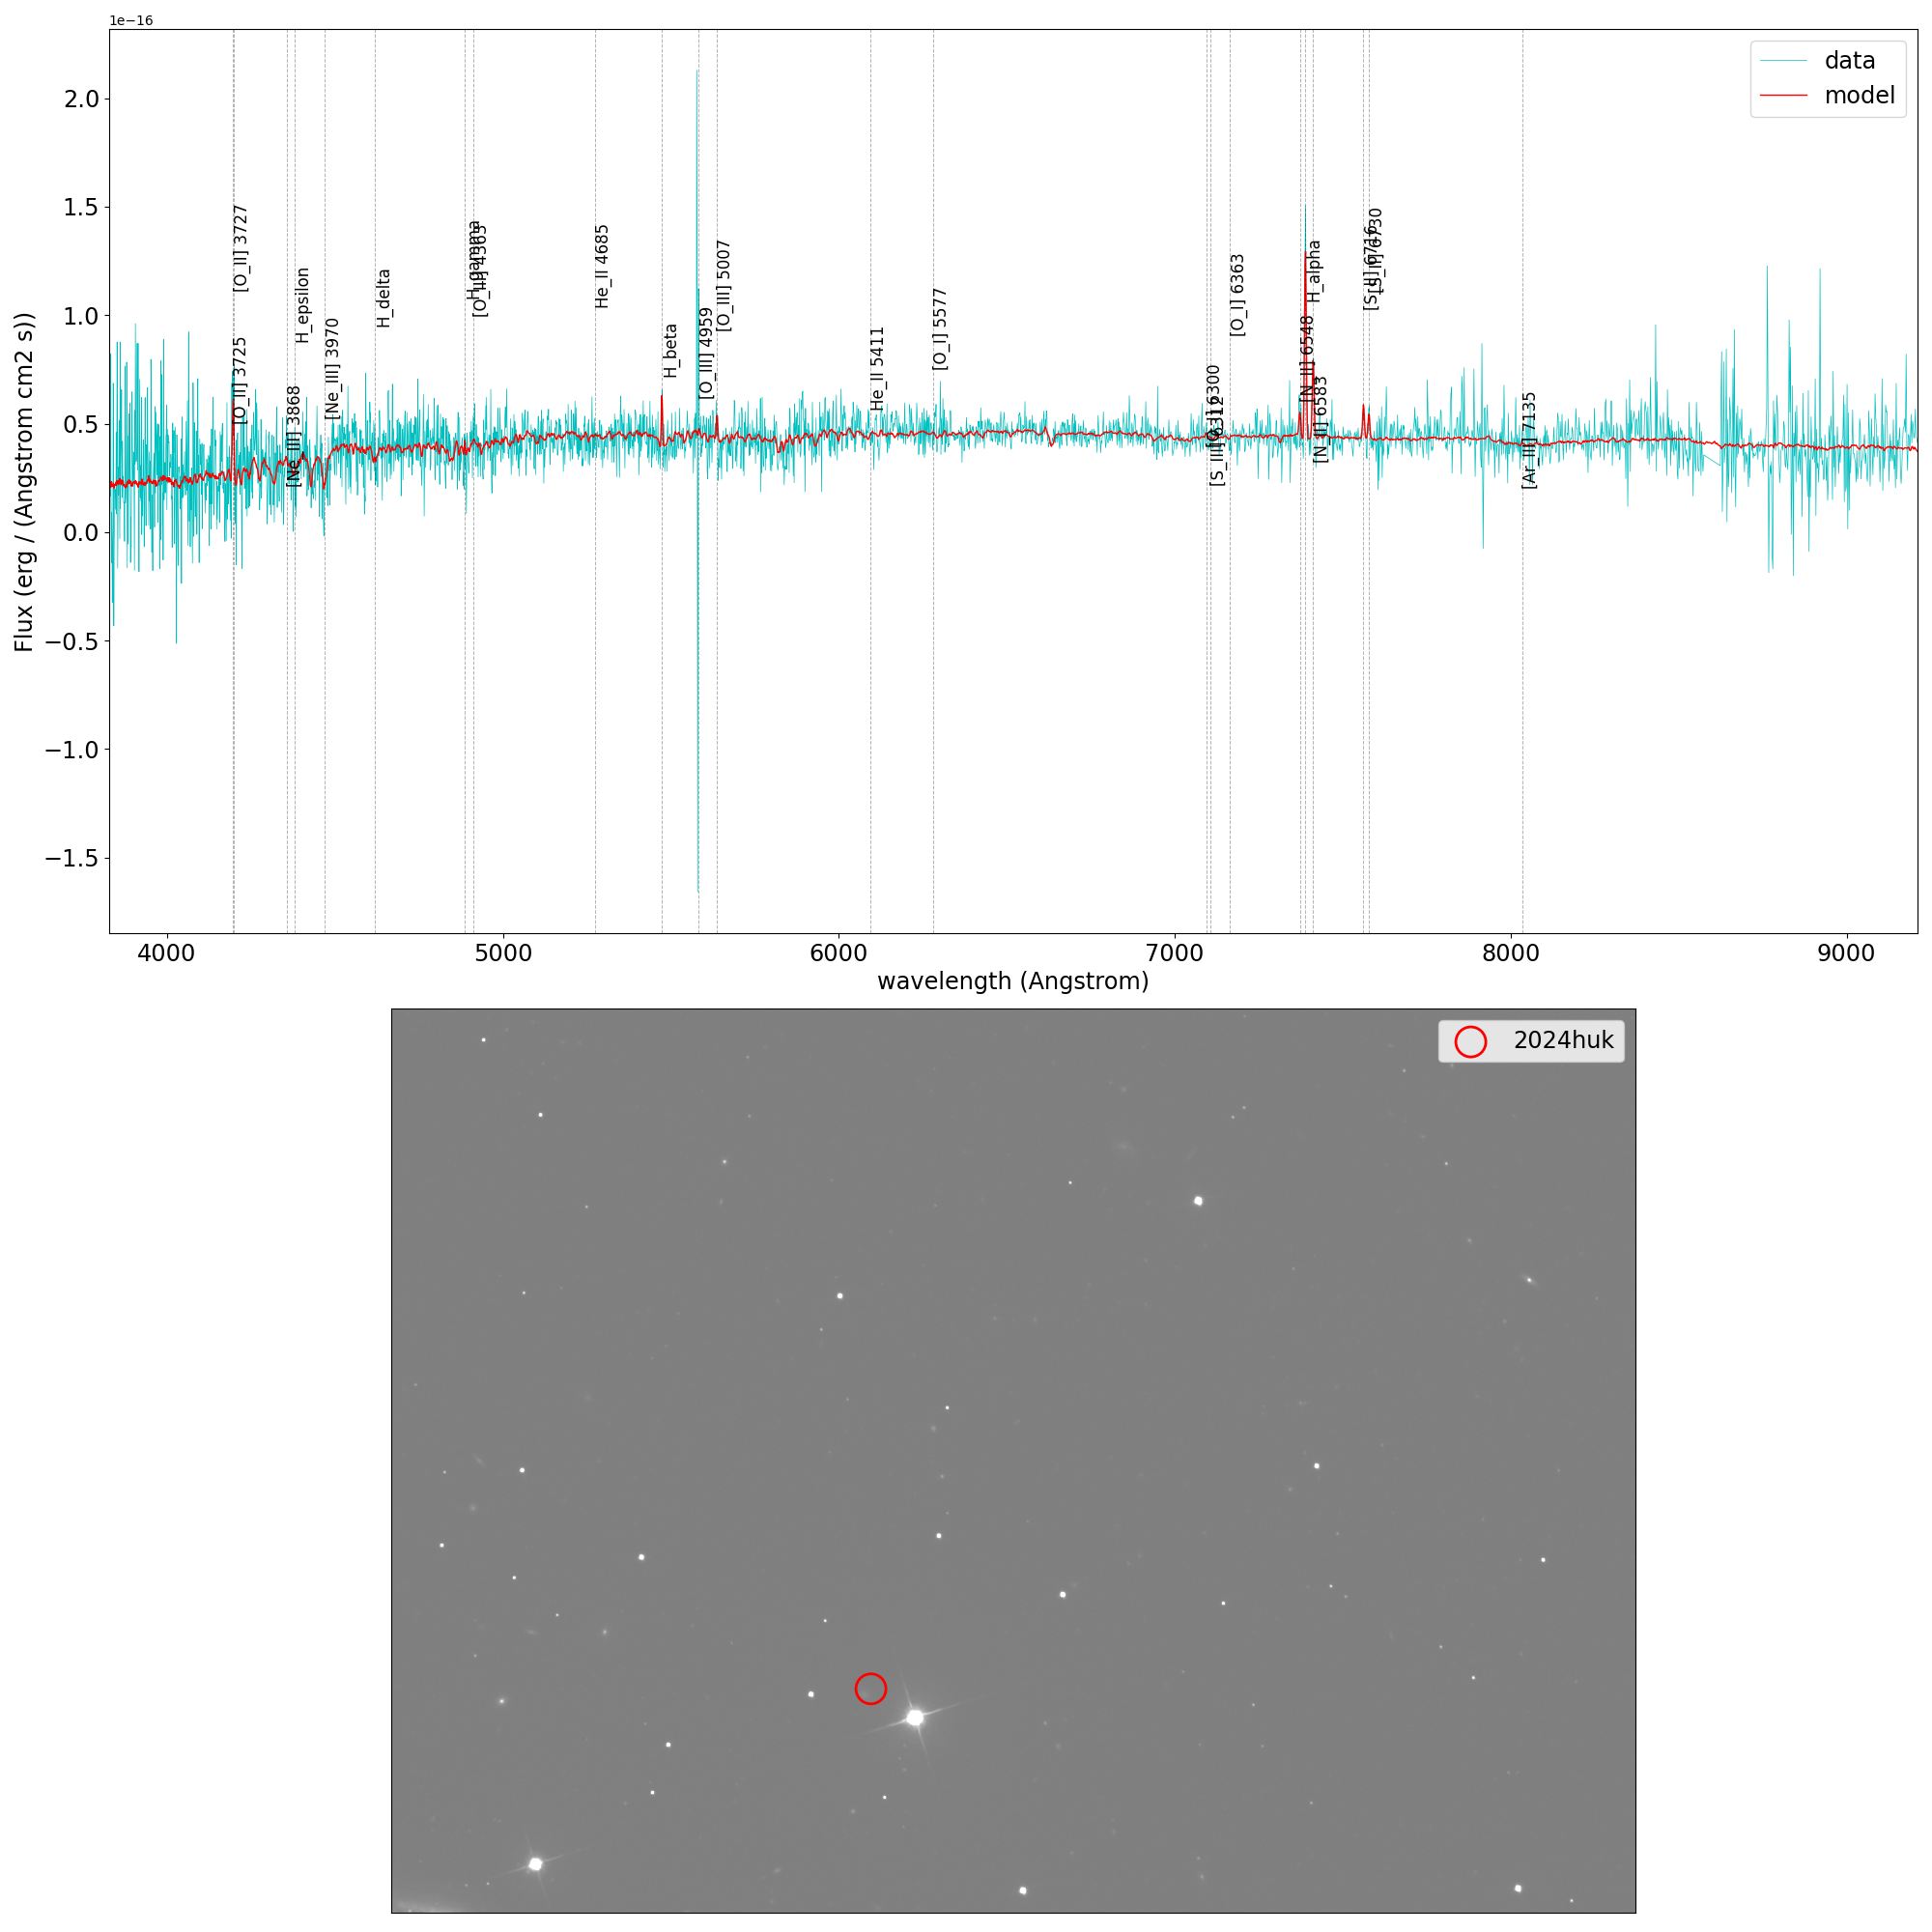 1e−16
data
model
2.0
1.5
1.0
0.5
0.0
−0.5
−1.0
−1.5
Flux (erg / (Angstrom cm2 s))
[O_II] 3725
[O_II] 3727
[Ne_III] 3868
H_epsilon
[Ne_III] 3970
H_delta
H_gamma
[O_III] 4363
He_II 4685
H_beta
[O_III] 4959
[O_III] 5007
He_II 5411
[O_I] 5577
[O_I] 6300
[S_III] 6312
[O_I] 6363
[N_II] 6548
H_alpha
[N_II] 6583
[S_II] 6716
[S_II] 6730
[Ar_III] 7135
4000 5000 6000 7000 8000 9000
wavelength (Angstrom)
2024huk